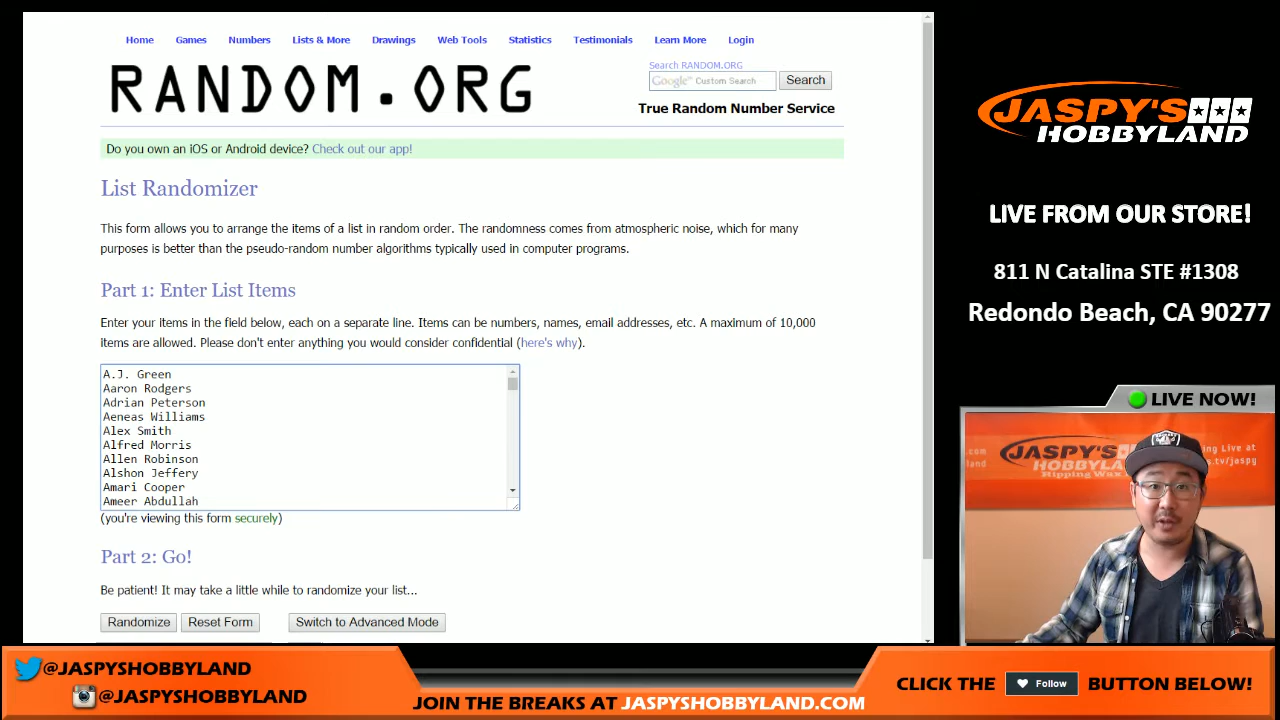 Home Games Numbers Lists & More Drawings Web Tools Statistics Testimonials Learn More Login
RANDOM.ORG
Search RANDOM.ORG
Google™ Custom Search Search
True Random Number Service
Do you own an iOS or Android device? Check out our app!
List Randomizer
This form allows you to arrange the items of a list in random order. The randomness comes from atmospheric noise, which for many
purposes is better than the pseudo-random number algorithms typically used in computer programs.
Part 1: Enter List Items
Enter your items in the field below, each on a separate line. Items can be numbers, names, email addresses, etc. A maximum of 10,000
items are allowed. Please don't enter anything you would consider confidential (here's why).
A.J. Green
Aaron Rodgers
Adrian Peterson
Aeneas Williams
Alex Smith
Alfred Morris
Allen Robinson
Alshon Jeffery
Amari Cooper
Ameer Abdullah
(you're viewing this form securely)
Part 2: Go!
Be patient! It may take a little while to randomize your list...
Randomize Reset Form Switch to Advanced Mode
JASPY'S
HOBBYLAND
LIVE FROM OUR STORE!
811 N Catalina STE #1308
Redondo Beach, CA 90277
LIVE NOW!
JASPY'S
HOBBYLAND
Ripping Wax
.com
land
ing Live at
s.tv/jaspy
@JASPYSHOBBYLAND
@JASPYSHOBBYLAND
JOIN THE BREAKS AT JASPYSHOBBYLAND.COM
CLICK THE Follow BUTTON BELOW!